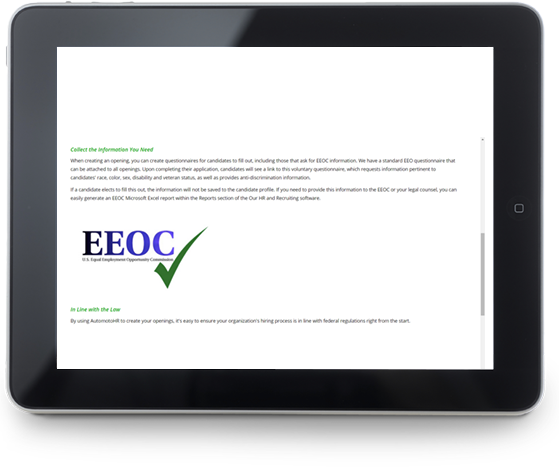 Collect the Information You Need
When creating an opening, you can create questionnaires for candidates to fill out, including those that ask for EEOC information. We have a standard EEO questionnaire that
can be attached to all openings. Upon completing their application, candidates will see a link to this voluntary questionnaire, which requests information pertinent to
candidates' race, color, sex, disability and veteran status, as well as provides anti-discrimination information.
If a candidate elects to fill this out, the information will not be saved to the candidate profile. If you need to provide this information to the EEOC or your legal counsel, you can
easily generate an EEOC Microsoft Excel report within the Reports section of the Our HR and Recruiting software.
EEOC
U.S. Equal Employment Opportunity Commission
In Line with the Law
By using AutomotoHR to create your openings, it's easy to ensure your organization's hiring process is in line with federal regulations right from the start.